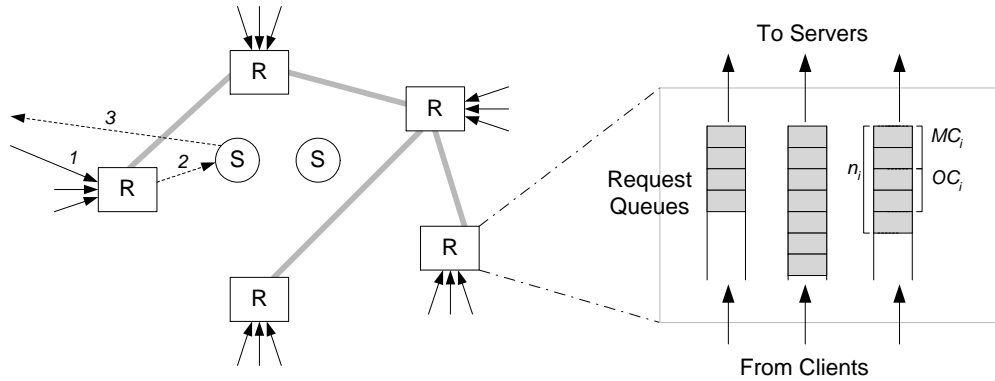 To Servers
R
3
R
MCᵢ
1
2
S
S
nᵢ
R
Request
OCᵢ
Queues
R
R
From Clients